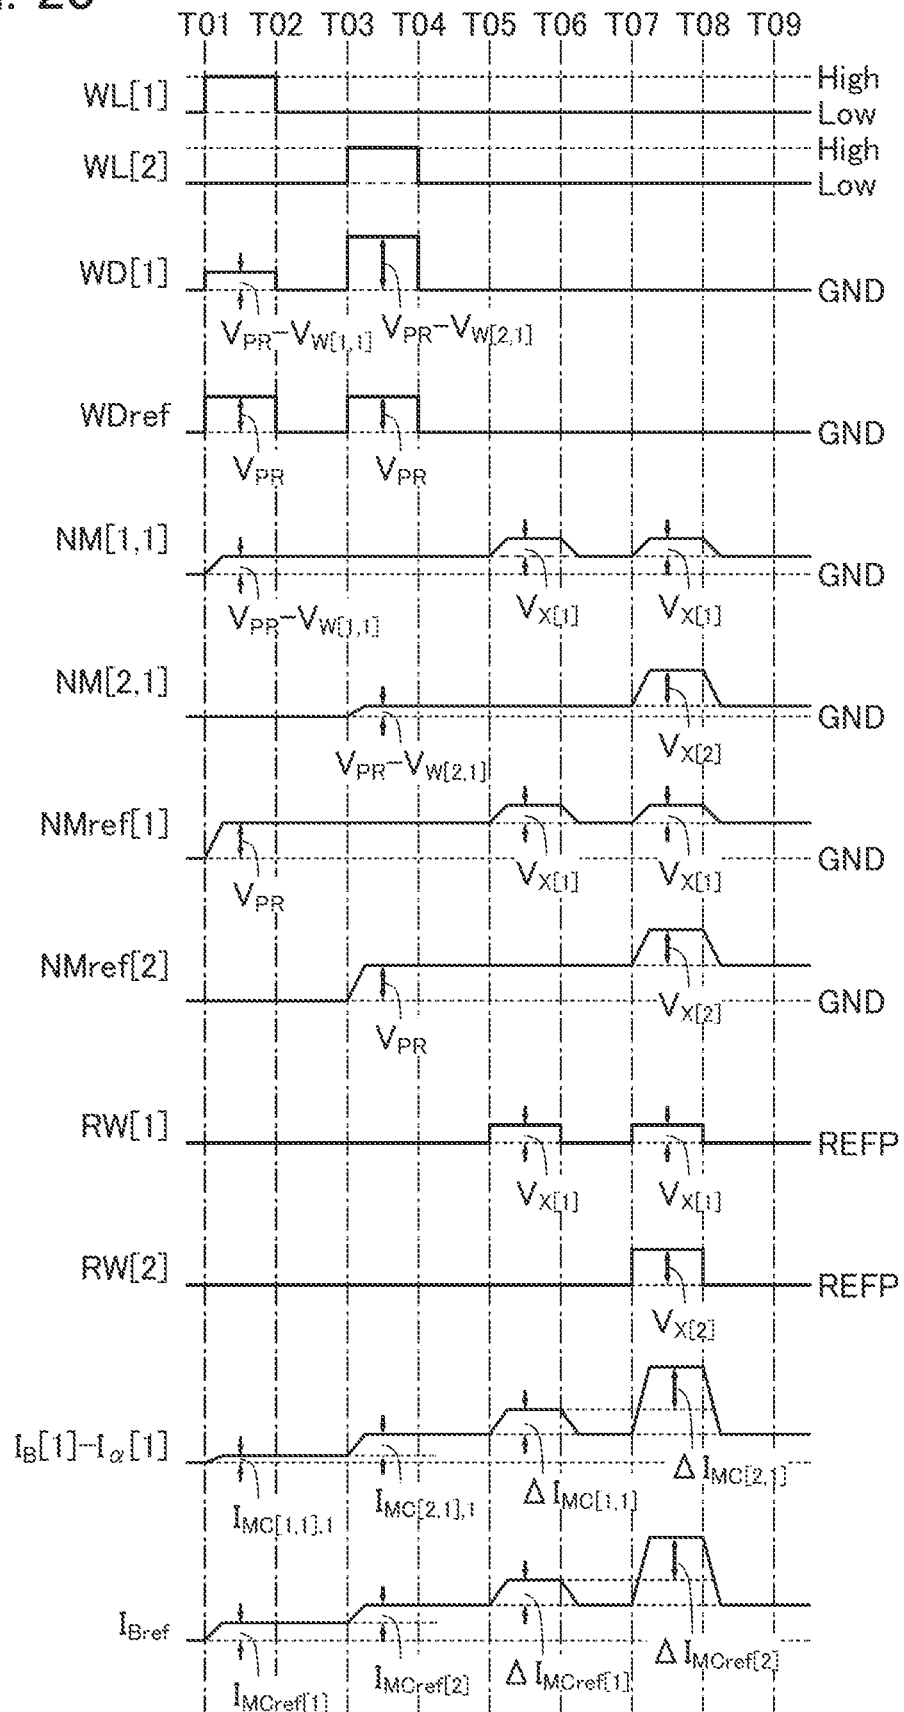 T01 T02 T03 T04 T05 T06 T07 T08 T09
WL[1] High
Low
WL[2] High
Low
WD[1] GND
V_PR−V_W[1,1] V_PR−V_W[2,1]
WDref GND
V_PR V_PR
NM[1,1] GND
V_PR−V_W[1,1] V_X[1] V_X[1]
NM[2,1] GND
V_PR−V_W[2,1] V_X[2]
NMref[1] GND
V_PR V_X[1] V_X[1]
NMref[2] GND
V_PR V_X[2]
RW[1] REFP
V_X[1] V_X[1]
RW[2] REFP
V_X[2]
I_B[1]−I_α[1]
I_MC[1,1],1 I_MC[2,1],1 Δ I_MC[1,1] Δ I_MC[2,1]
I_Bref
I_MCref[1] I_MCref[2] Δ I_MCref[1] Δ I_MCref[2]